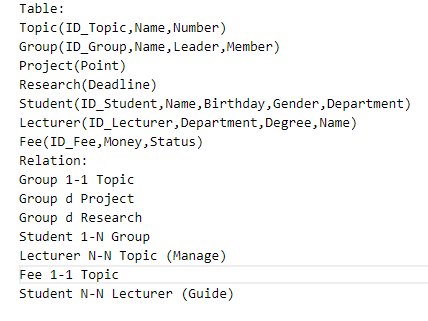 Table:
Topic(ID_Topic,Name,Number)
Group(ID_Group,Name,Leader,Member)
Project(Point)
Research(Deadline)
Student(ID_Student,Name,Birthday,Gender,Department)
Lecturer(ID_Lecturer,Department,Degree,Name)
Fee(ID_Fee,Money,Status)
Relation:
Group 1-1 Topic
Group d Project
Group d Research
Student 1-N Group
Lecturer N-N Topic (Manage)
Fee 1-1 Topic
Student N-N Lecturer (Guide)